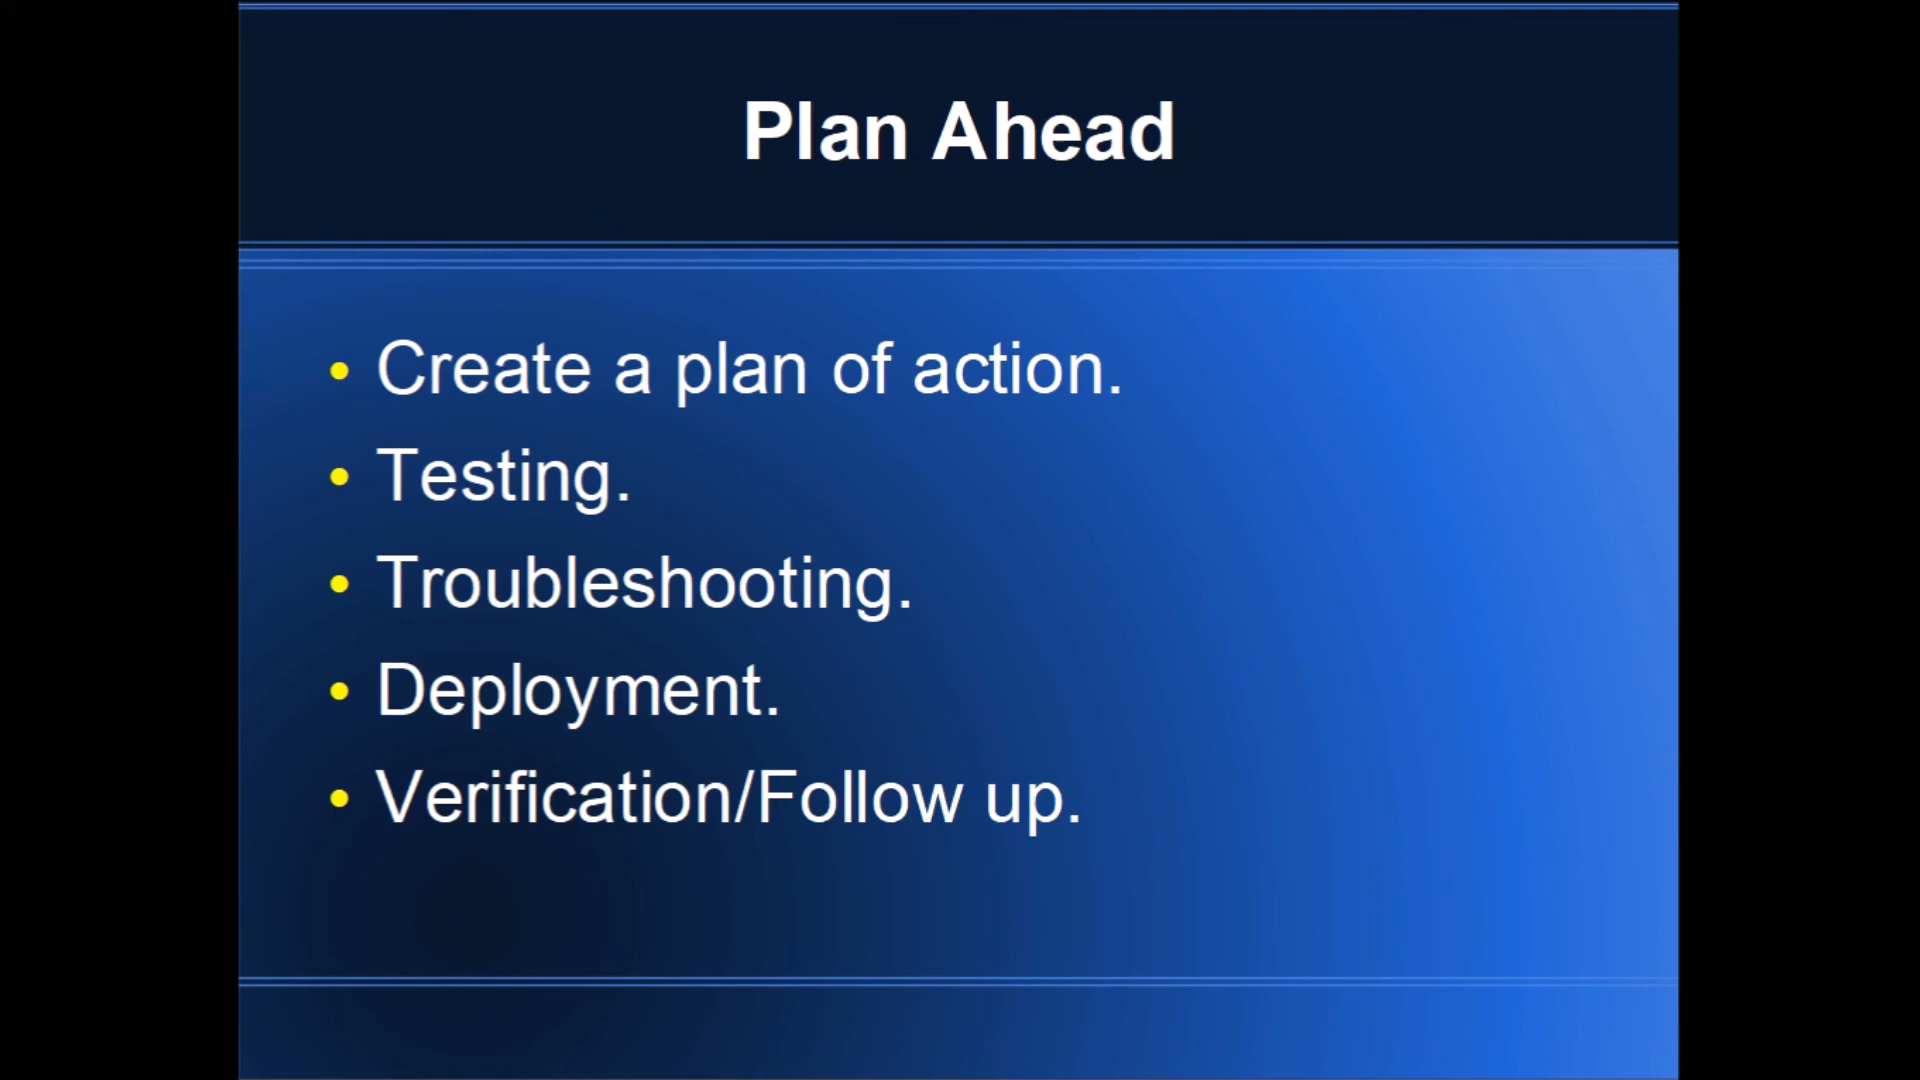 Plan Ahead
• Create a plan of action.
• Testing.
• Troubleshooting.
• Deployment.
• Verification/Follow up.